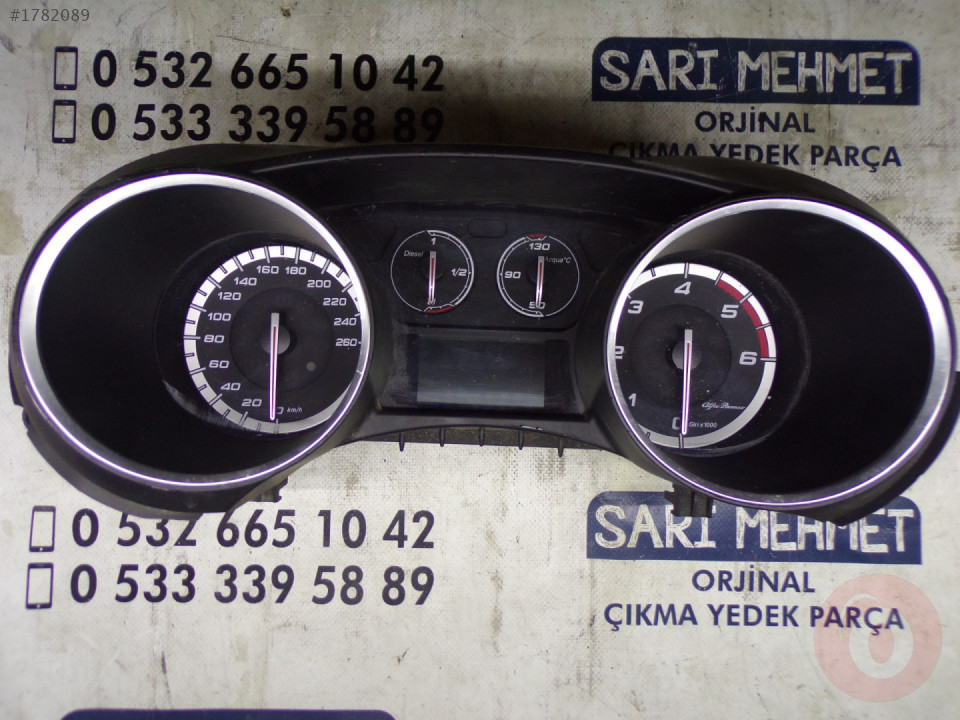 #1782089
0 532 665 10 42
0 533 339 58 89
SARI MEHMET
ORJİNAL
ÇIKMA YEDEK PARÇA
20
40
60
80
100
120
140
160
180
200
220
240
260
0
km/h
Diesel
1
1/2
130
90
50
Acqua°C
0
1
2
3
4
5
6
Alfa Romeo
Giri x 1000
0 532 665 10 42
0 533 339 58 89
SARI MEHMET
ORJİNAL
ÇIKMA YEDEK PARÇA